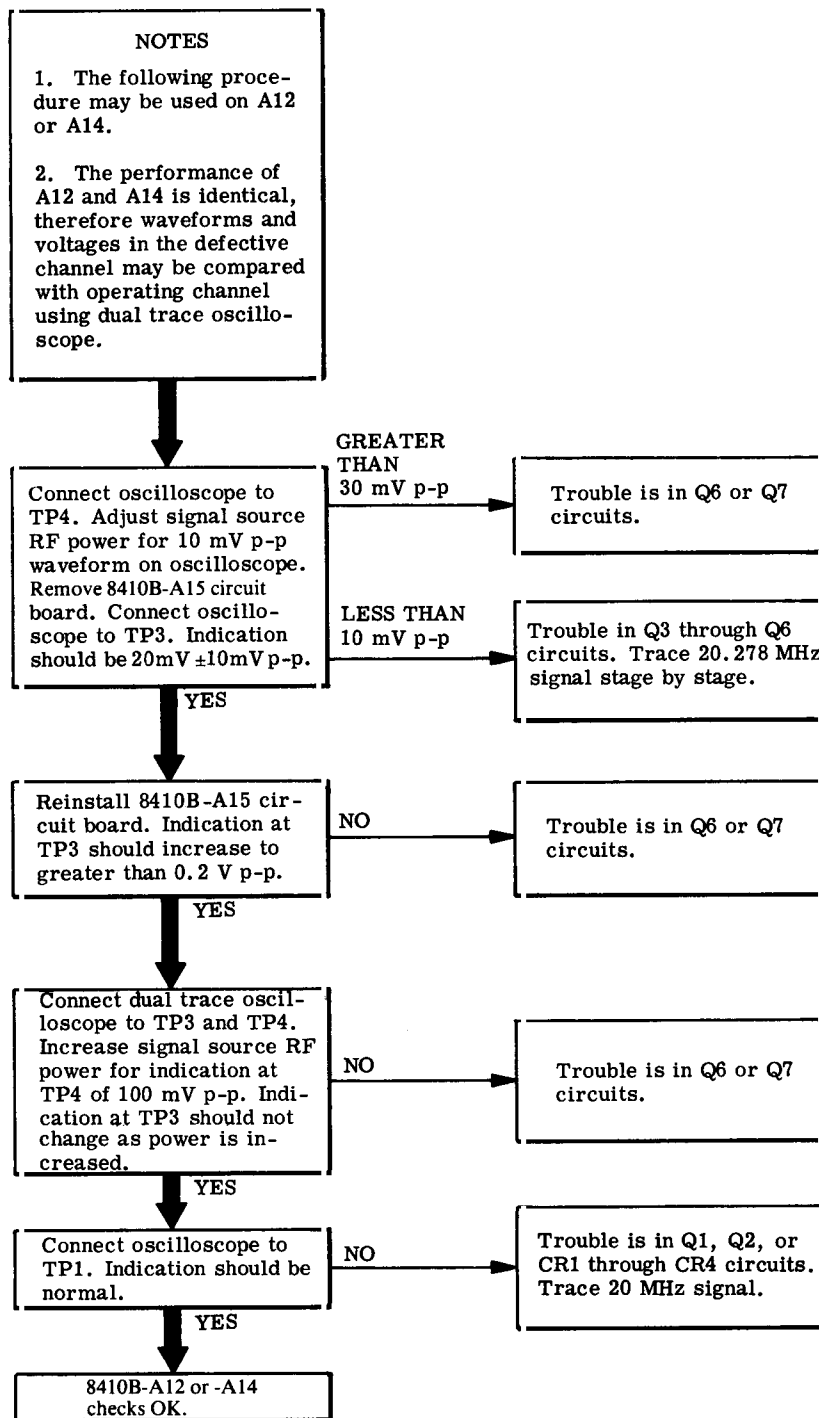 NOTES
1. The following proce-
dure may be used on A12
or A14.
2. The performance of
A12 and A14 is identical,
therefore waveforms and
voltages in the defective
channel may be compared
with operating channel
using dual trace oscillo-
scope.
Connect oscilloscope to
TP4. Adjust signal source
RF power for 10 mV p-p
waveform on oscilloscope.
Remove 8410B-A15 circuit
board. Connect oscillo-
scope to TP3. Indication
should be 20mV ±10mV p-p.
GREATER
THAN
30 mV p-p
Trouble is in Q6 or Q7
circuits.
LESS THAN
10 mV p-p
Trouble in Q3 through Q6
circuits. Trace 20.278 MHz
signal stage by stage.
YES
Reinstall 8410B-A15 cir-
cuit board. Indication at
TP3 should increase to
greater than 0.2 V p-p.
NO
Trouble is in Q6 or Q7
circuits.
YES
Connect dual trace oscil-
loscope to TP3 and TP4.
Increase signal source RF
power for indication at
TP4 of 100 mV p-p. Indi-
cation at TP3 should not
change as power is in-
creased.
NO
Trouble is in Q6 or Q7
circuits.
YES
Connect oscilloscope to
TP1. Indication should be
normal.
NO
Trouble is in Q1, Q2, or
CR1 through CR4 circuits.
Trace 20 MHz signal.
YES
8410B-A12 or -A14
checks OK.